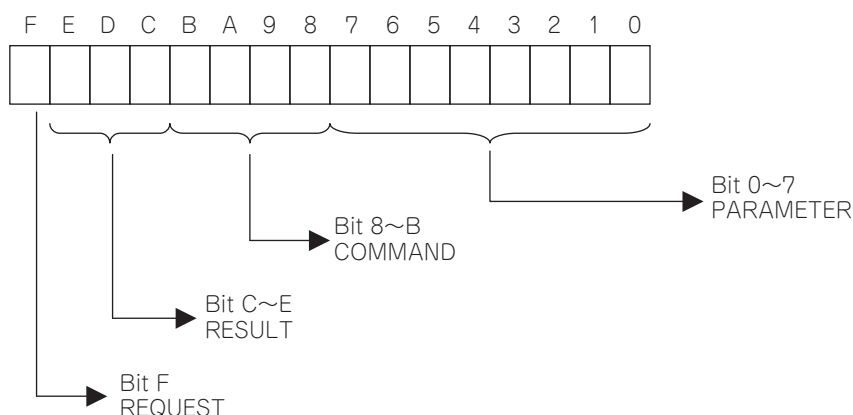 F E D C B A 9 8 7 6 5 4 3 2 1 0
Bit 0~7
PARAMETER
Bit 8~B
COMMAND
Bit C~E
RESULT
Bit F
REQUEST